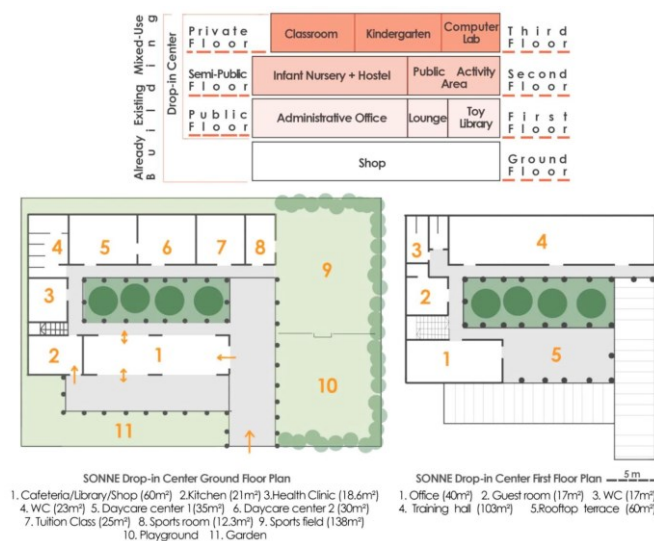 Already Existing Mixed-Use
Building
Drop-in Center
Private
Floor
Classroom
Kindergarten
Computer
Lab
Third
Floor
Semi-Public
Floor
Infant Nursery + Hostel
Public Activity
Area
Second
Floor
Public
Floor
Administrative Office
Lounge
Toy
Library
First
Floor
Shop
Ground
Floor
4
5
6
7
8
9
3
2
1
10
11
3
4
2
1
5
SONNE Drop-in Center Ground Floor Plan
1. Cafeteria/Library/Shop (60m²) 2.Kitchen (21m²) 3.Health Clinic (18.6m²)
4. WC (23m²) 5. Daycare center 1(35m²) 6. Daycare center 2 (30m²)
7. Tuition Class (25m²) 8. Sports room (12.3m²) 9. Sports field (138m²)
10. Playground 11. Garden
SONNE Drop-in Center First Floor Plan
5 m
1. Office (40m²) 2. Guest room (17m²) 3. WC (17m²)
4. Training hall (103m²) 5.Rooftop terrace (60m²)